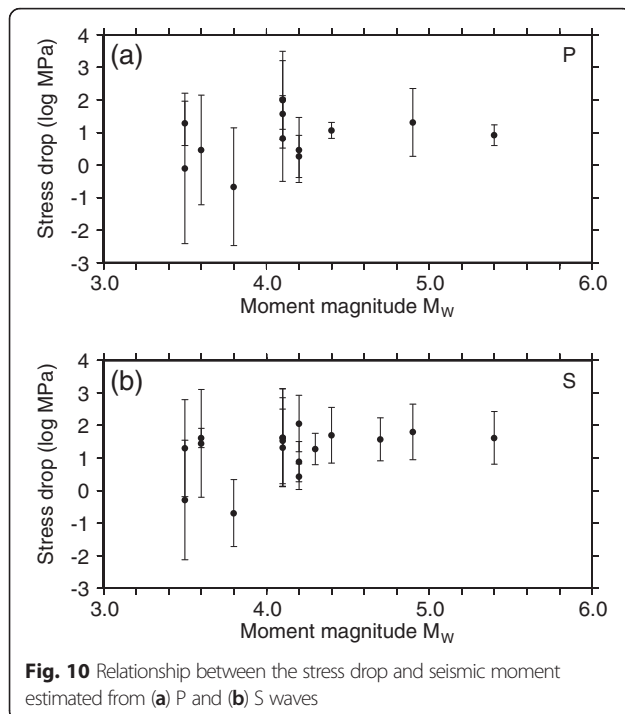 (a)
P
Stress drop (log MPa)
4
3
2
1
0
-1
-2
-3
3.0 4.0 5.0 6.0
Moment magnitude MW
(b)
S
Stress drop (log MPa)
4
3
2
1
0
-1
-2
-3
3.0 4.0 5.0 6.0
Moment magnitude MW
Fig. 10 Relationship between the stress drop and seismic moment
estimated from (a) P and (b) S waves